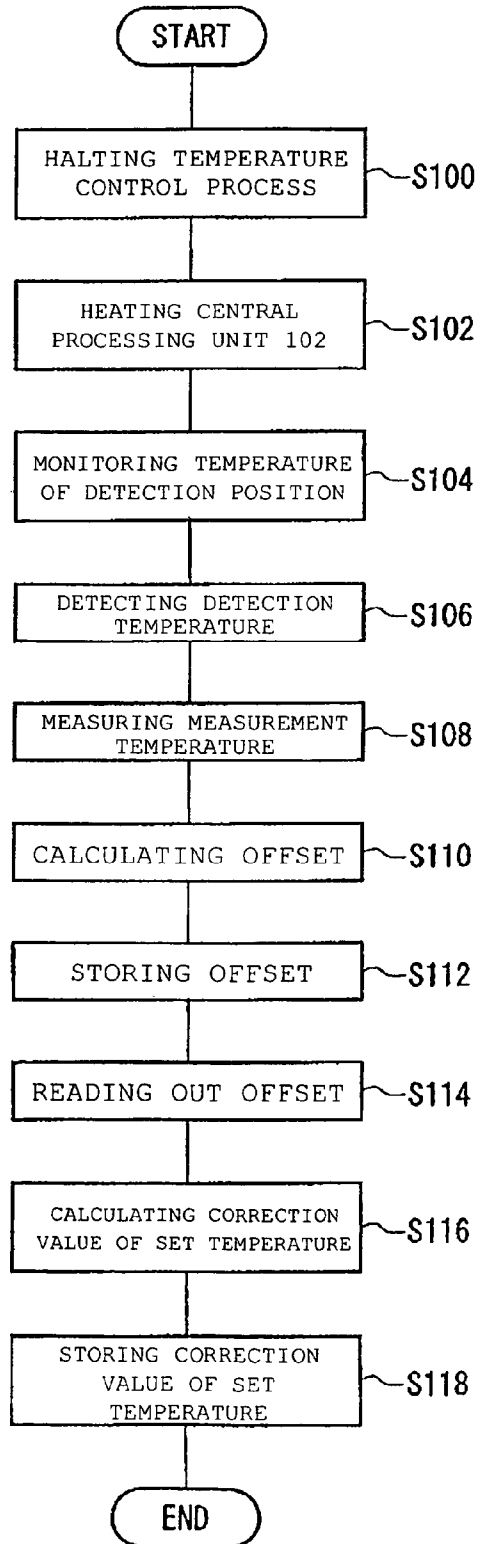 START
HALTING TEMPERATURE
CONTROL PROCESS
S100
HEATING CENTRAL
PROCESSING UNIT 102
S102
MONITORING TEMPERATURE
OF DETECTION POSITION
S104
DETECTING DETECTION
TEMPERATURE
S106
MEASURING MEASUREMENT
TEMPERATURE
S108
CALCULATING OFFSET
S110
STORING OFFSET
S112
READING OUT OFFSET
S114
CALCULATING CORRECTION
VALUE OF SET TEMPERATURE
S116
STORING CORRECTION
VALUE OF SET
TEMPERATURE
S118
END